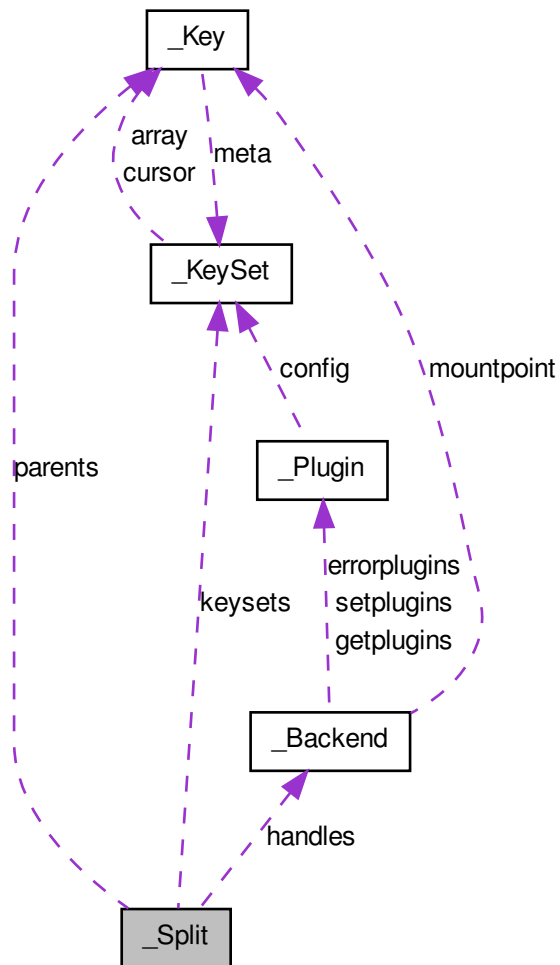 _Key
array
cursor
meta
_KeySet
config
mountpoint
_Plugin
parents
errorplugins
keysets
setplugins
getplugins
_Backend
handles
_Split